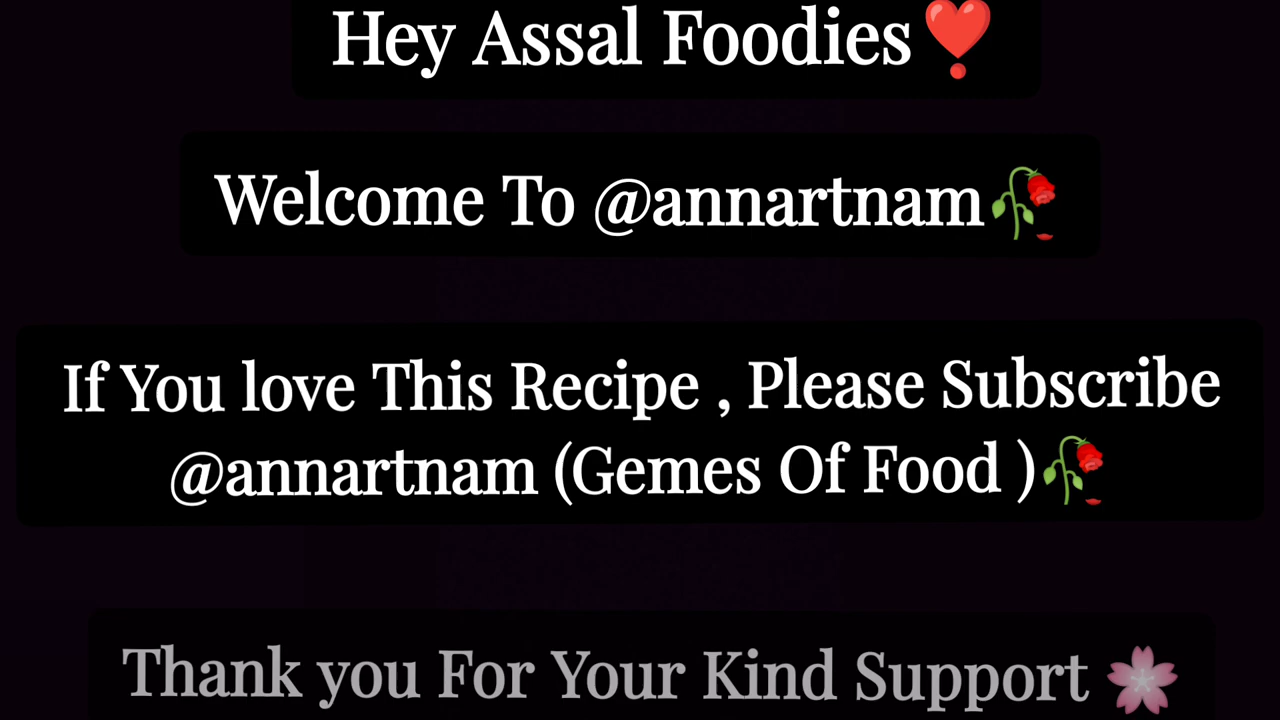 Hey Assal Foodies❣️
Welcome To @annartnam🥀
If You love This Recipe , Please Subscribe
@annartnam (Gemes Of Food )🥀
Thank you For Your Kind Support 🌸